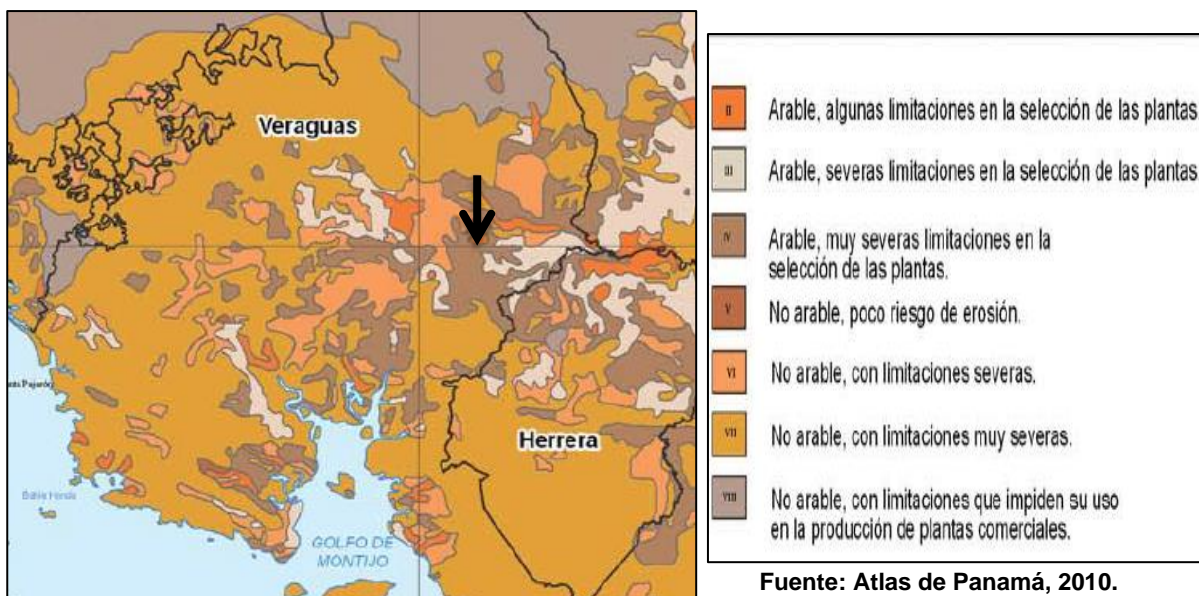 Veraguas
Herrera
Bahía Honda
GOLFO DE
MONTIJO
II Arable, algunas limitaciones en la selección de las plantas.
III Arable, severas limitaciones en la selección de las plantas.
IV Arable, muy severas limitaciones en la
selección de las plantas.
V No arable, poco riesgo de erosión.
VI No arable, con limitaciones severas.
VII No arable, con limitaciones muy severas.
VIII No arable, con limitaciones que impiden su uso
en la producción de plantas comerciales.
Fuente: Atlas de Panamá, 2010.